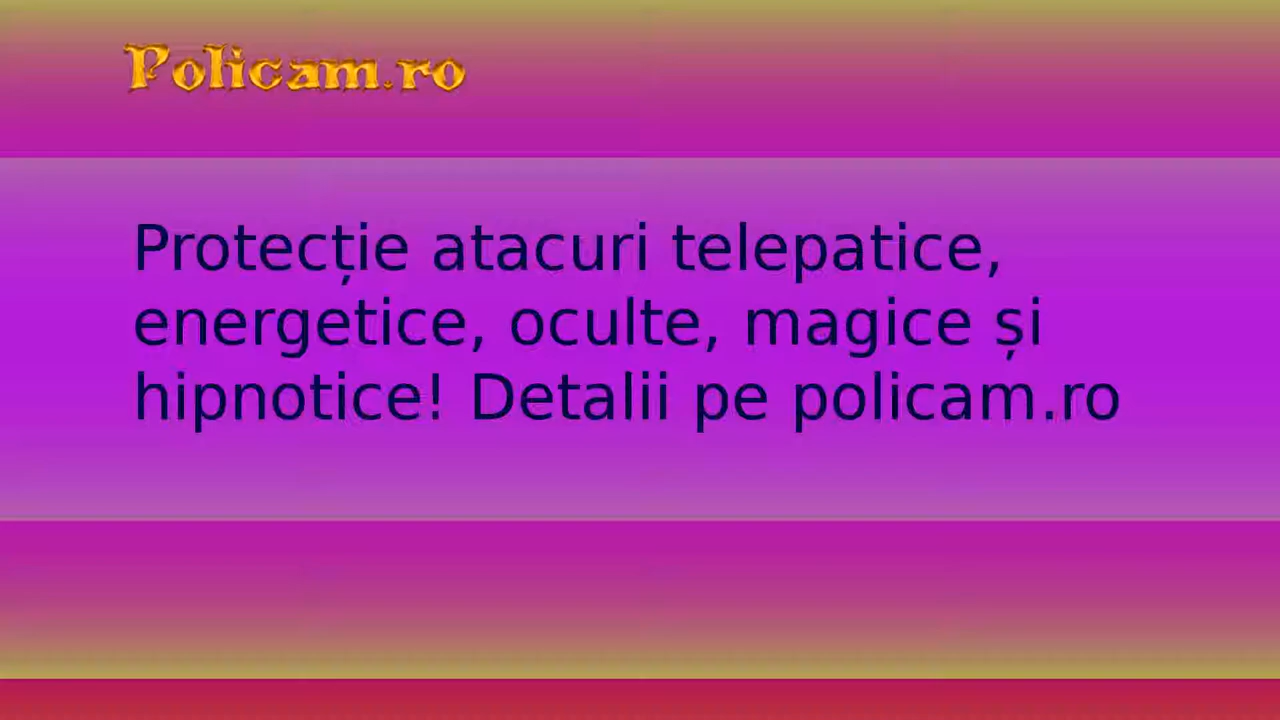 Policam.ro
Protecție atacuri telepatice,
energetice, oculte, magice și
hipnotice! Detalii pe policam.ro